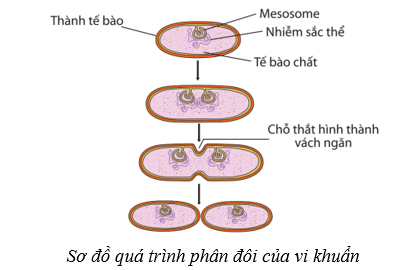 Thành tế bào
Mesosome
Nhiễm sắc thể
Tế bào chất
Chỗ thắt hình thành
vách ngăn
Sơ đồ quá trình phân đôi của vi khuẩn